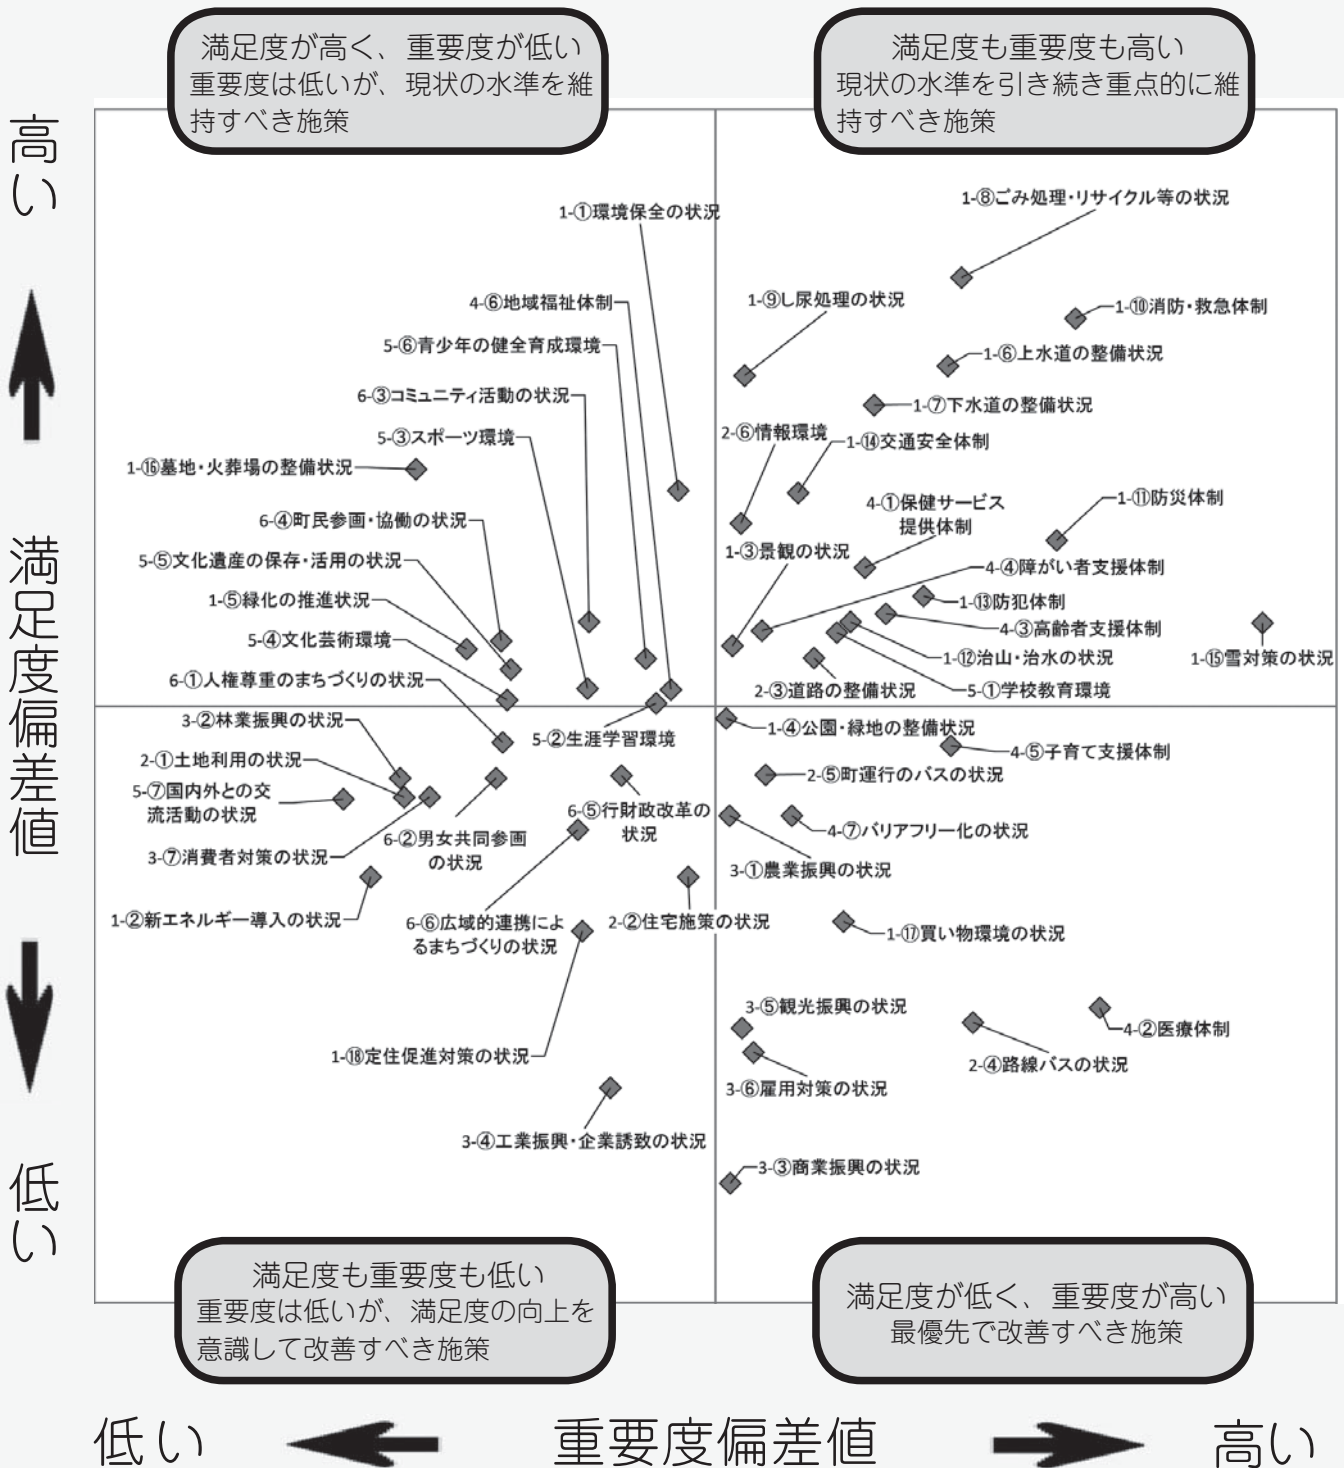 満足度が高く、重要度が低い
重要度は低いが、現状の水準を維
持すべき施策
満足度も重要度も高い
現状の水準を引き続き重点的に維
持すべき施策
高い
満足度偏差値
低い
1-①環境保全の状況
4-⑥地域福祉体制
5-⑥青少年の健全育成環境
6-③コミュニティ活動の状況
5-③スポーツ環境
1-⑯墓地・火葬場の整備状況
6-④町民参画・協働の状況
5-⑤文化遺産の保存・活用の状況
1-⑤緑化の推進状況
5-④文化芸術環境
6-①人権尊重のまちづくりの状況
1-⑧ごみ処理・リサイクル等の状況
1-⑨し尿処理の状況
1-⑩消防・救急体制
1-⑥上水道の整備状況
1-⑦下水道の整備状況
2-⑥情報環境
1-⑭交通安全体制
4-①保健サービス
提供体制
1-⑪防災体制
1-③景観の状況
4-④障がい者支援体制
1-⑬防犯体制
4-③高齢者支援体制
1-⑫治山・治水の状況
1-⑮雪対策の状況
2-③道路の整備状況
5-①学校教育環境
3-②林業振興の状況
2-①土地利用の状況
5-⑦国内外との交
流活動の状況
3-⑦消費者対策の状況
1-②新エネルギー導入の状況
5-②生涯学習環境
6-②男女共同参画
の状況
6-⑤行財政改革の
状況
6-⑥広域的連携によ
るまちづくりの状況
2-②住宅施策の状況
1-⑱定住促進対策の状況
3-④工業振興・企業誘致の状況
1-④公園・緑地の整備状況
4-⑤子育て支援体制
2-⑤町運行のバスの状況
4-⑦バリアフリー化の状況
3-①農業振興の状況
1-⑰買い物環境の状況
3-⑤観光振興の状況
4-②医療体制
2-④路線バスの状況
3-⑥雇用対策の状況
3-③商業振興の状況
満足度も重要度も低い
重要度は低いが、満足度の向上を
意識して改善すべき施策
満足度が低く、重要度が高い
最優先で改善すべき施策
低い
重要度偏差値
高い